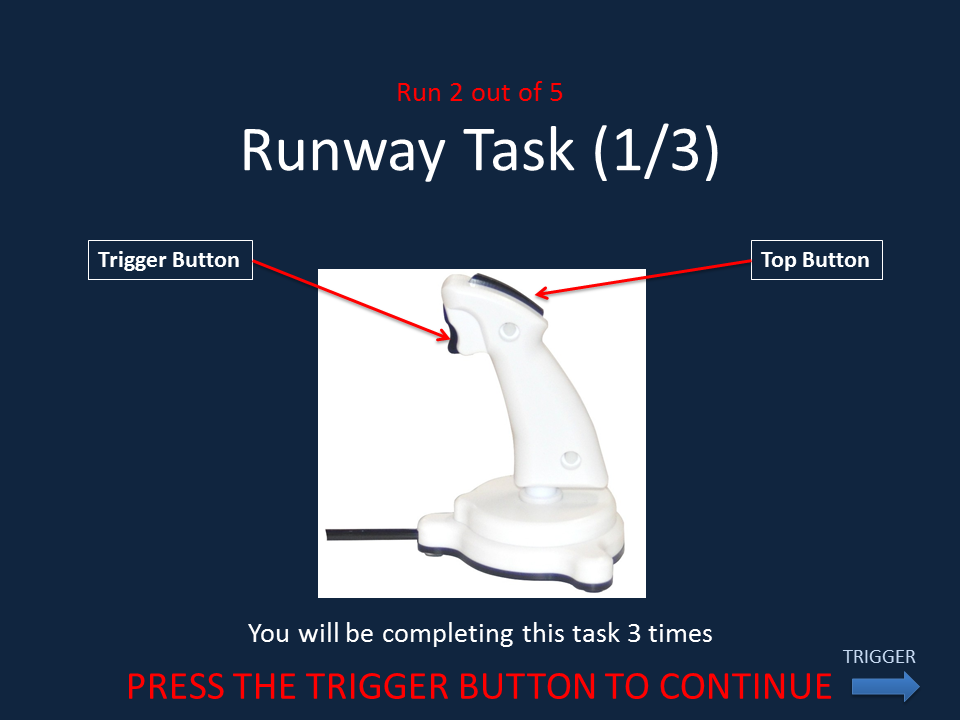 Run 2 out of 5
Runway Task (1/3)
Trigger Button
Top Button
You will be completing this task 3 times
TRIGGER
PRESS THE TRIGGER BUTTON TO CONTINUE